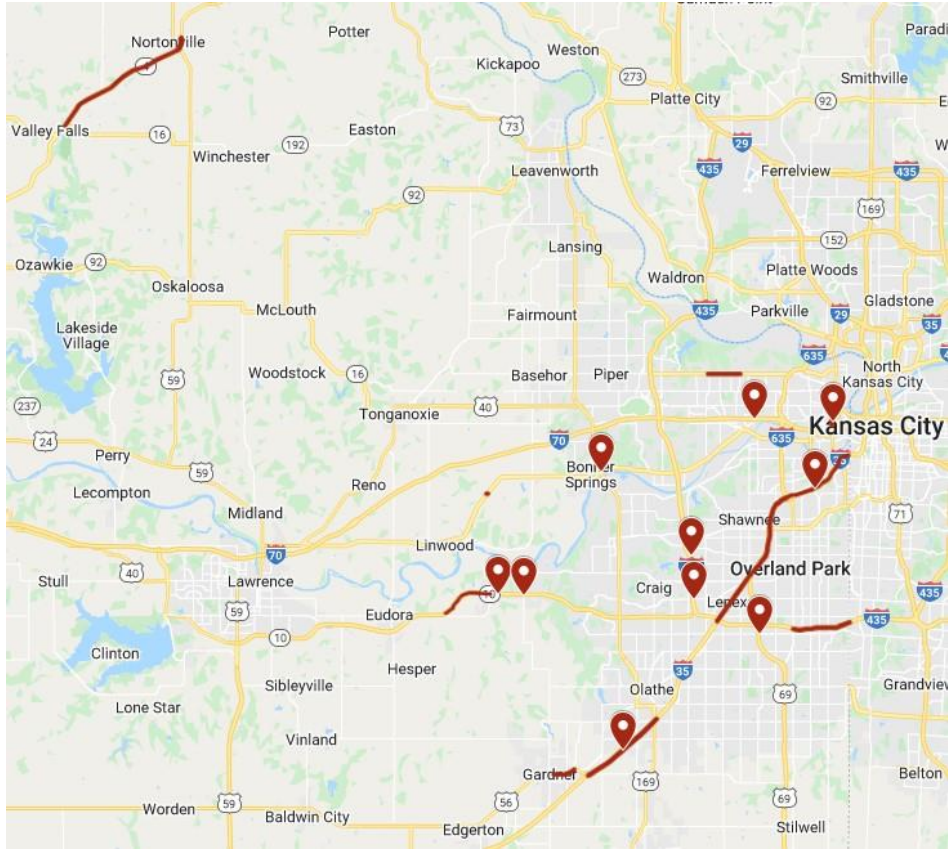 Nortonville
Potter
Weston
Kickapoo
273
Platte City
Smithville
92
4
Valley Falls
16
Winchester
192
Easton
73
Leavenworth
29
435
Ferrelview
435
92
169
Lansing
152
Platte Woods
Waldron
Ozawkie
92
Oskaloosa
McLouth
Fairmount
435
Parkville
29
Gladstone
35
Lakeside
Village
635
North
Kansas City
59
Woodstock
16
Basehor
Piper
237
Tonganoxie
40
24
70
635
Kansas City
Perry
59
Bonner
Springs
35
Lecompton
Reno
Midland
Shawnee
71
70
Linwood
Stull
40
Lawrence
Craig
Overland Park
59
10
Lenexa
435
435
Eudora
10
Clinton
Hesper
35
Sibleyville
Olathe
69
Grandview
Lone Star
Vinland
Gardner
169
Belton
56
Worden
59
Baldwin City
69
Edgerton
Stilwell